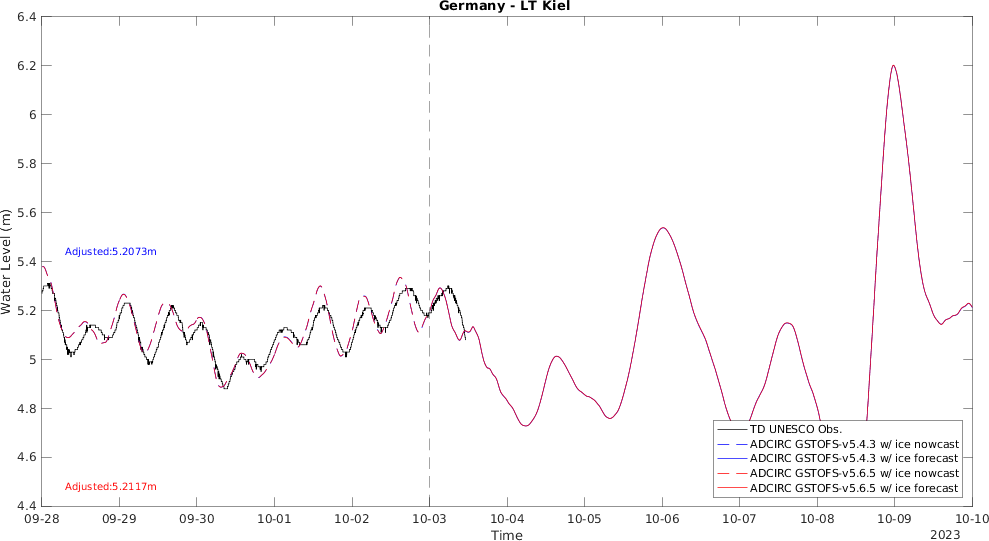 Germany - LT Kiel
6.4
6.2
6
5.8
5.6
5.4
5.2
5
4.8
4.6
4.4
Water Level (m)
Adjusted:5.2073m
Adjusted:5.2117m
TD UNESCO Obs.
ADCIRC GSTOFS-v5.4.3 w/ ice nowcast
ADCIRC GSTOFS-v5.4.3 w/ ice forecast
ADCIRC GSTOFS-v5.6.5 w/ ice nowcast
ADCIRC GSTOFS-v5.6.5 w/ ice forecast
09-28 09-29 09-30 10-01 10-02 10-03 10-04 10-05 10-06 10-07 10-08 10-09 10-10
Time
2023